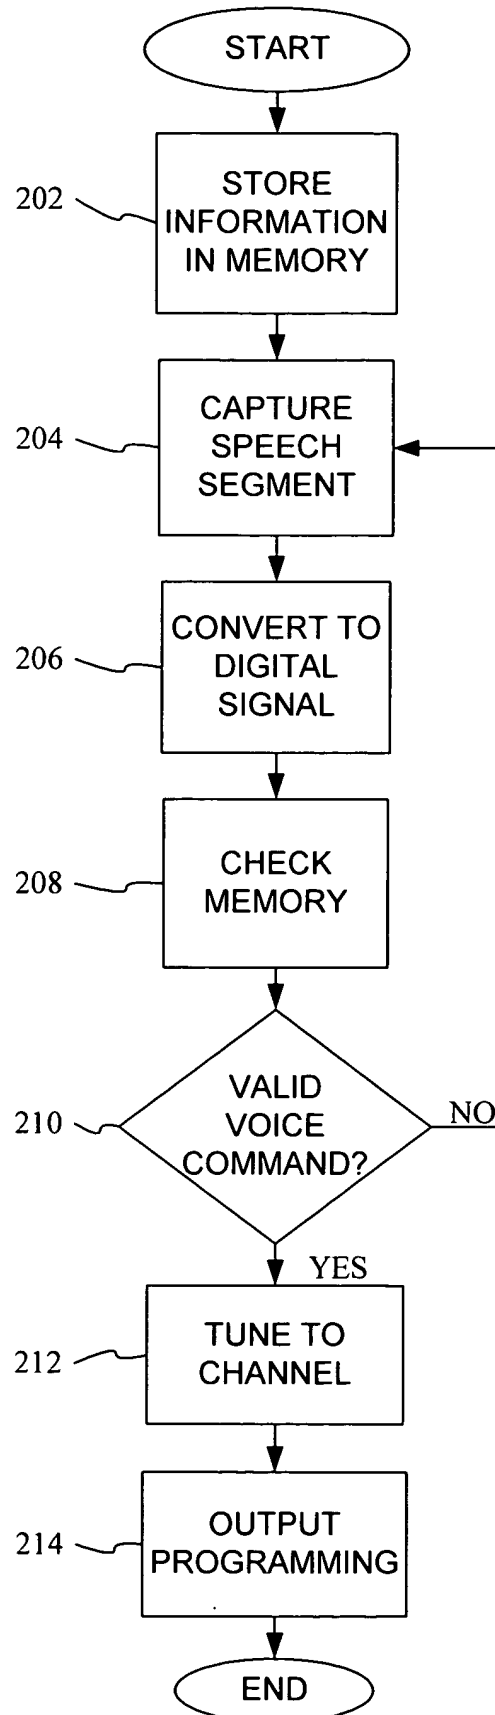 START
202
STORE
INFORMATION
IN MEMORY
204
CAPTURE
SPEECH
SEGMENT
206
CONVERT TO
DIGITAL
SIGNAL
208
CHECK
MEMORY
210
VALID
VOICE
COMMAND?
NO
YES
212
TUNE TO
CHANNEL
214
OUTPUT
PROGRAMMING
END